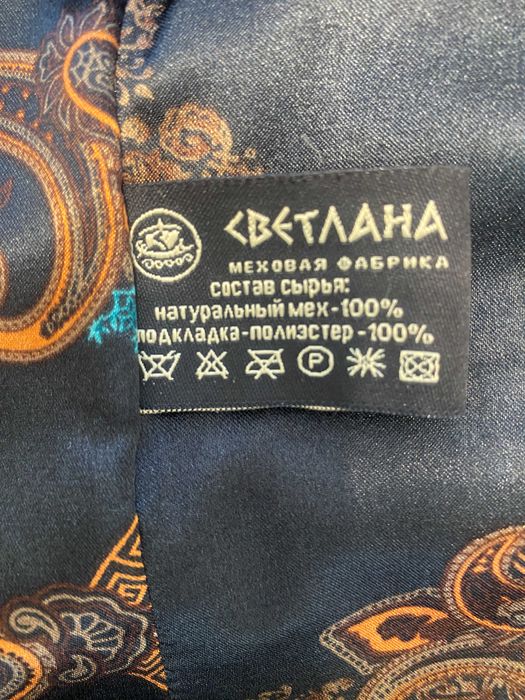 СВЕТЛАНА
МЕХОВАЯ ФАБРИКА
СОСТАВ СЫРЬЯ:
НАТУРАЛЬНЫЙ МЕХ-100%
ПОДКЛАДКА-ПОЛИЭСТЕР-100%
P